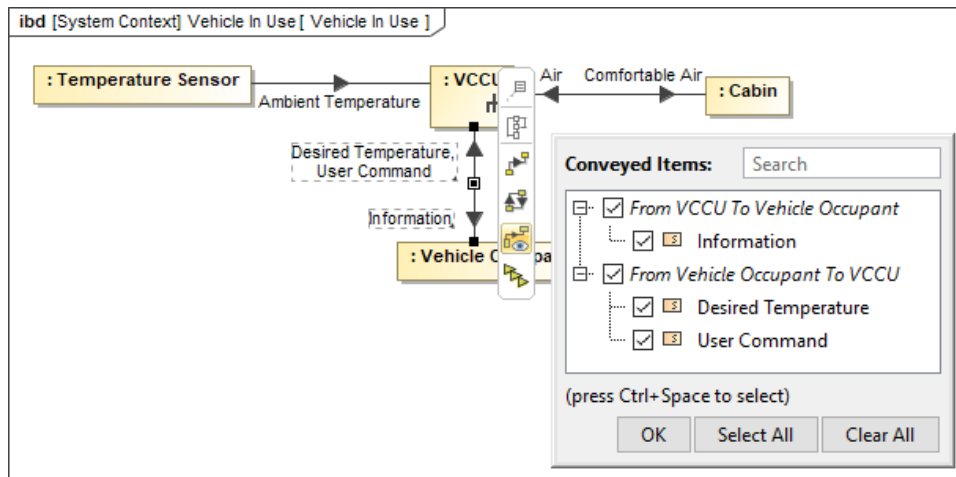 ibd [System Context] Vehicle In Use [ Vehicle In Use ]
: Temperature Sensor
Ambient Temperature
: VCCU
Air
Comfortable Air
: Cabin
Desired Temperature,
User Command
Information
: Vehicle
Conveyed Items:
Search
From VCCU To Vehicle Occupant
Information
From Vehicle Occupant To VCCU
Desired Temperature
User Command
(press Ctrl+Space to select)
OK
Select All
Clear All